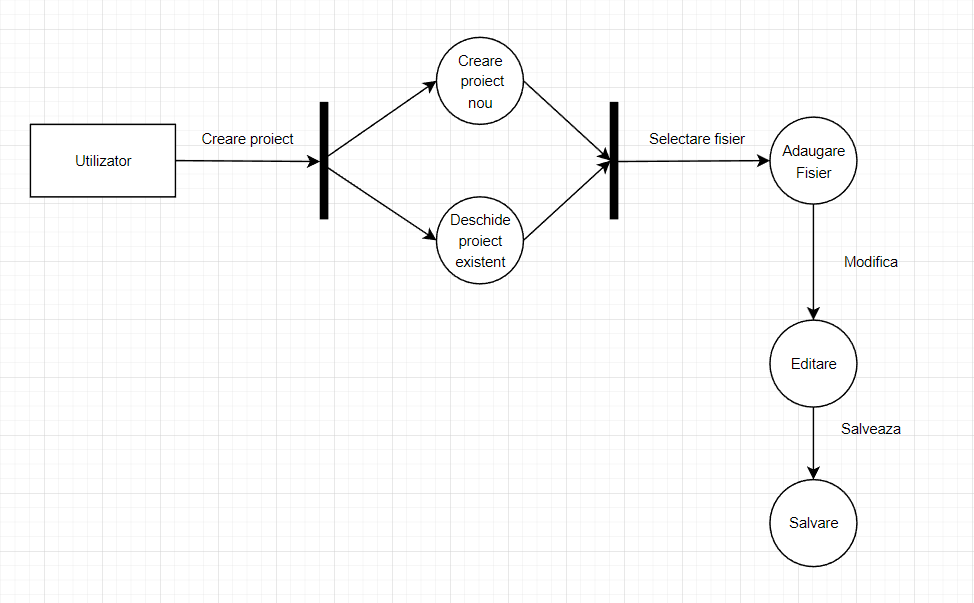 Utilizator
Creare proiect
Creare
proiect
nou
Deschide
proiect
existent
Selectare fisier
Adaugare
Fisier
Modifica
Editare
Salveaza
Salvare